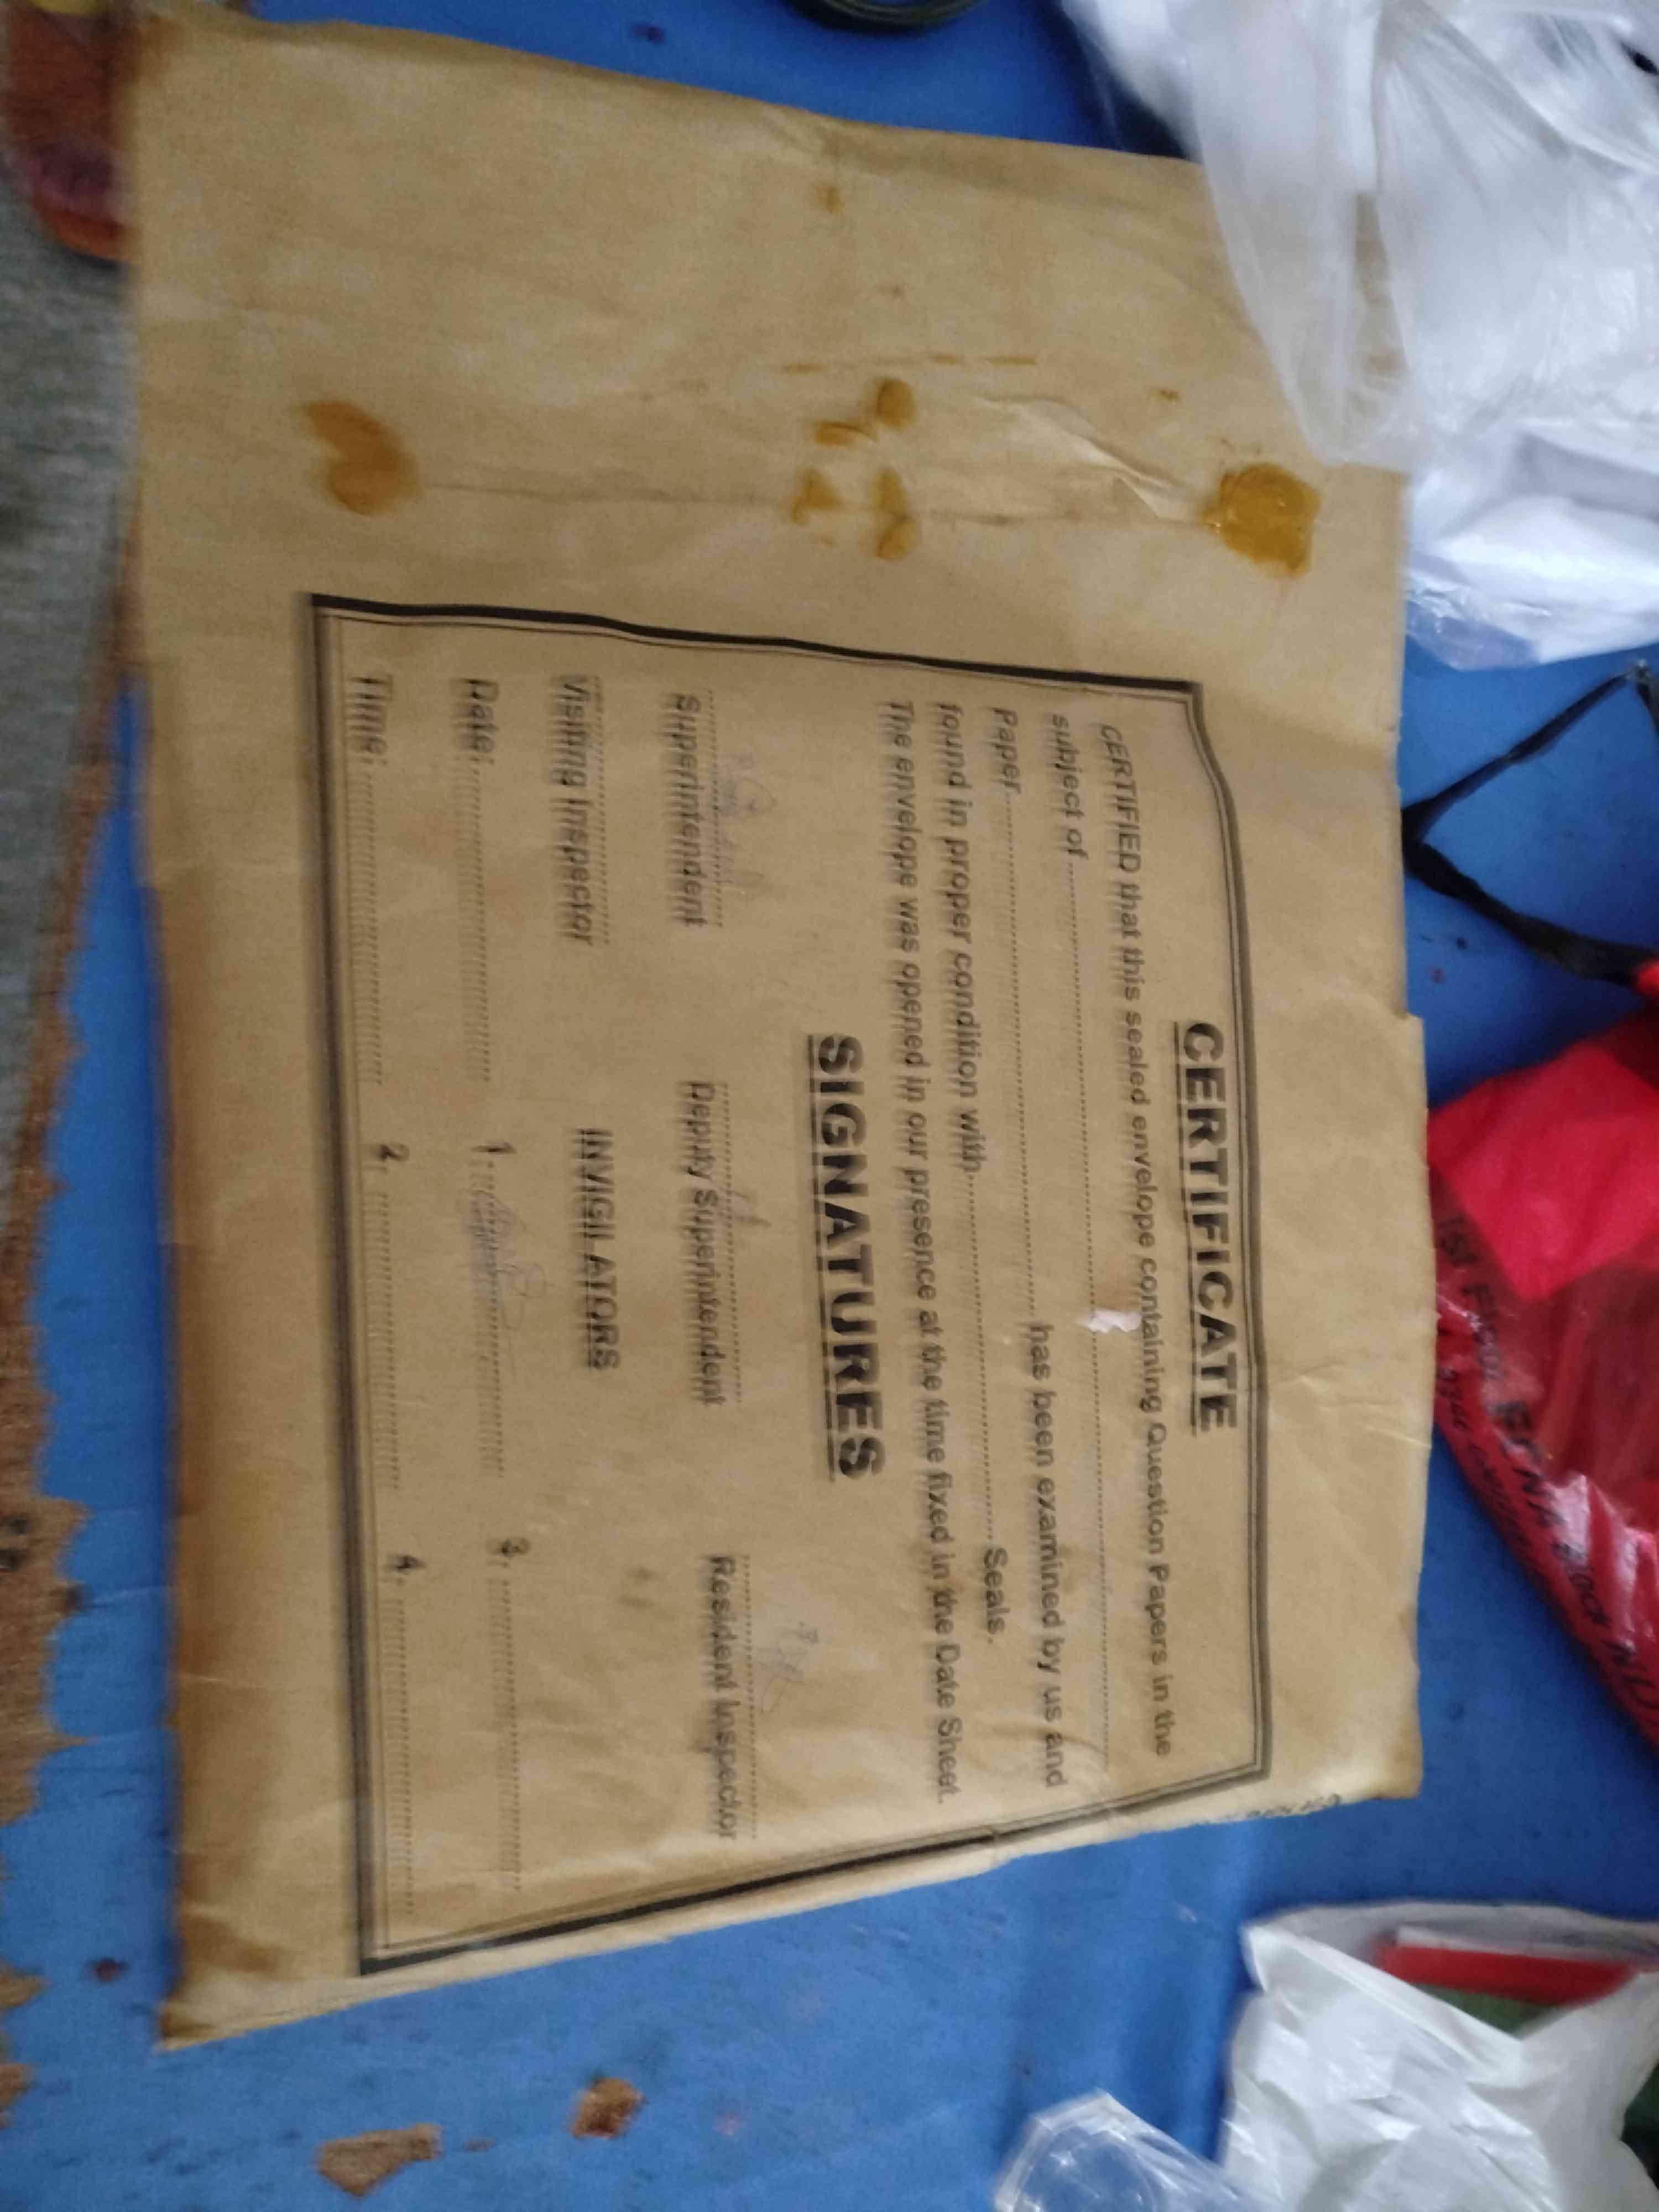 CERTIFICATE
CERTIFIED that this sealed envelope containing Question Papers in the
subject of
Paper has been examined by us and
found in proper condition with Seals.
The envelope was opened in our presence at the time fixed in the Date Sheet.
SIGNATURES
Superintendent Deputy Superintendent Resident Inspector
Visiting Inspector INVIGILATORS
Date: 1. 3.
Time: 2. 4.
1st Floor